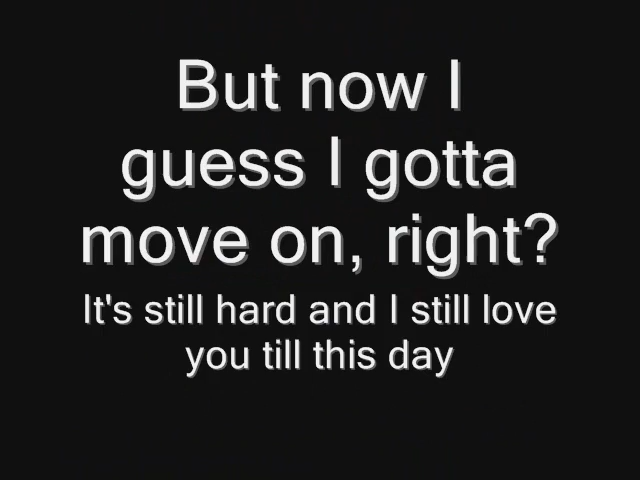 But now I
guess I gotta
move on, right?
It's still hard and I still love
you till this day